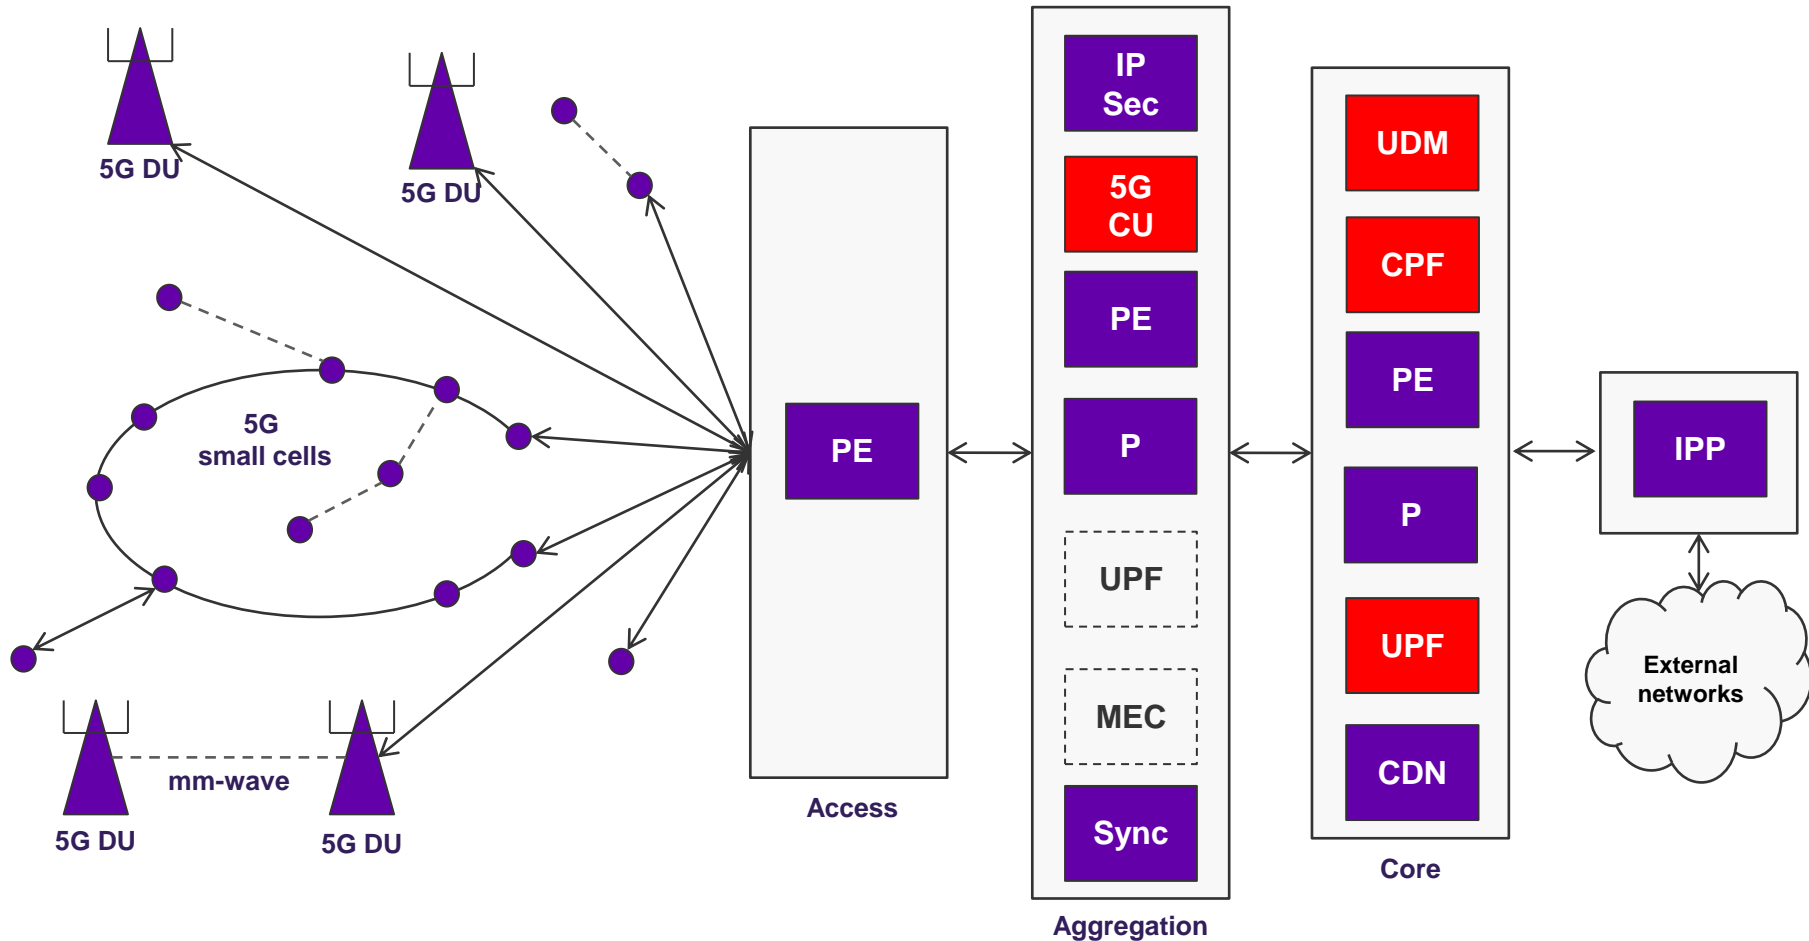 5G DU
5G DU
5G
small cells
mm-wave
5G DU
5G DU
PE
Access
IP
Sec
5G
CU
PE
P
UPF
MEC
Sync
Aggregation
UDM
CPF
PE
P
UPF
CDN
Core
IPP
External
networks